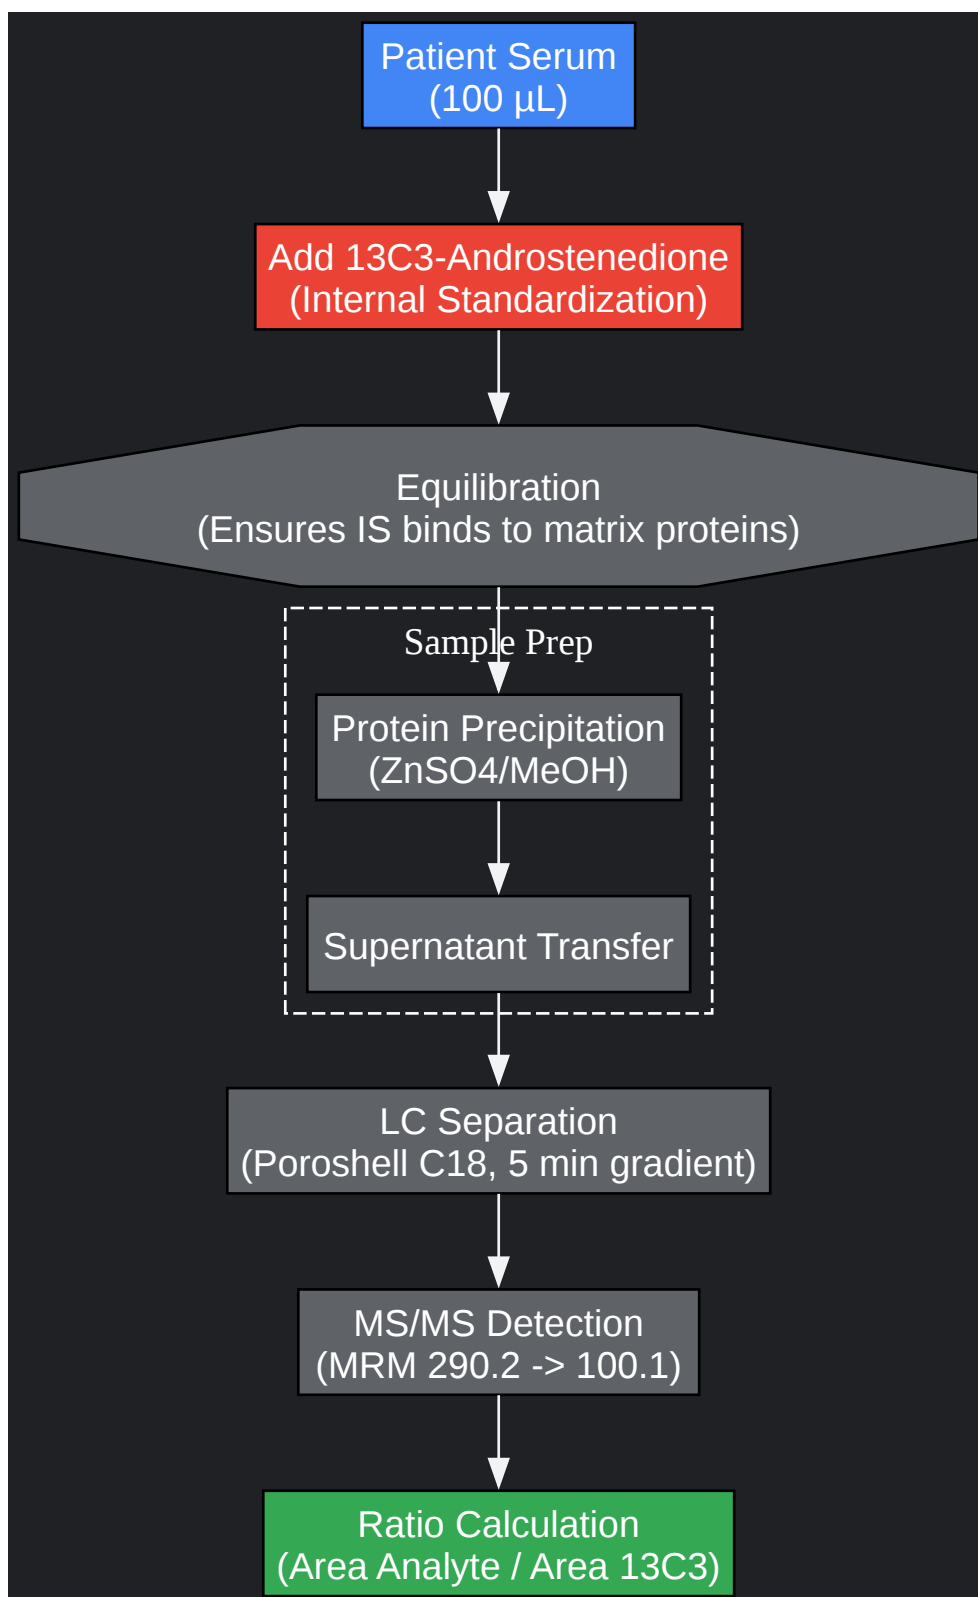 Patient Serum
(100 µL)
Add 13C3-Androstenedione
(Internal Standardization)
Equilibration
(Ensures IS binds to matrix proteins)
Sample Prep
Protein Precipitation
(ZnSO4/MeOH)
Supernatant Transfer
LC Separation
(Poroshell C18, 5 min gradient)
MS/MS Detection
(MRM 290.2 -> 100.1)
Ratio Calculation
(Area Analyte / Area 13C3)